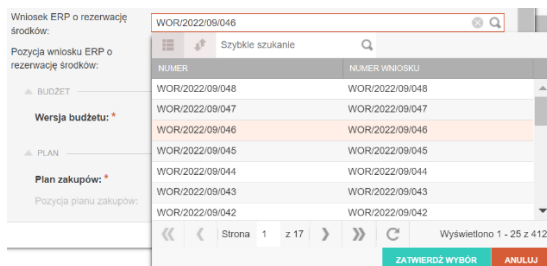 Wniosek ERP o rezerwację
środków:
WOR/2022/09/046
Pozycja wniosku ERP o
rezerwację środków:
BUDŻET
Wersja budżetu: *
PLAN
Plan zakupów: *
Pozycja planu zakupów:
Szybkie szukanie
NUMER NUMER WNIOSKU
WOR/2022/09/048 WOR/2022/09/048
WOR/2022/09/047 WOR/2022/09/047
WOR/2022/09/046 WOR/2022/09/046
WOR/2022/09/045 WOR/2022/09/045
WOR/2022/09/044 WOR/2022/09/044
WOR/2022/09/043 WOR/2022/09/043
WOR/2022/09/042 WOR/2022/09/042
Strona 1 z 17 Wyświetlono 1 - 25 z 412
ZATWIERDŹ WYBÓR ANULUJ